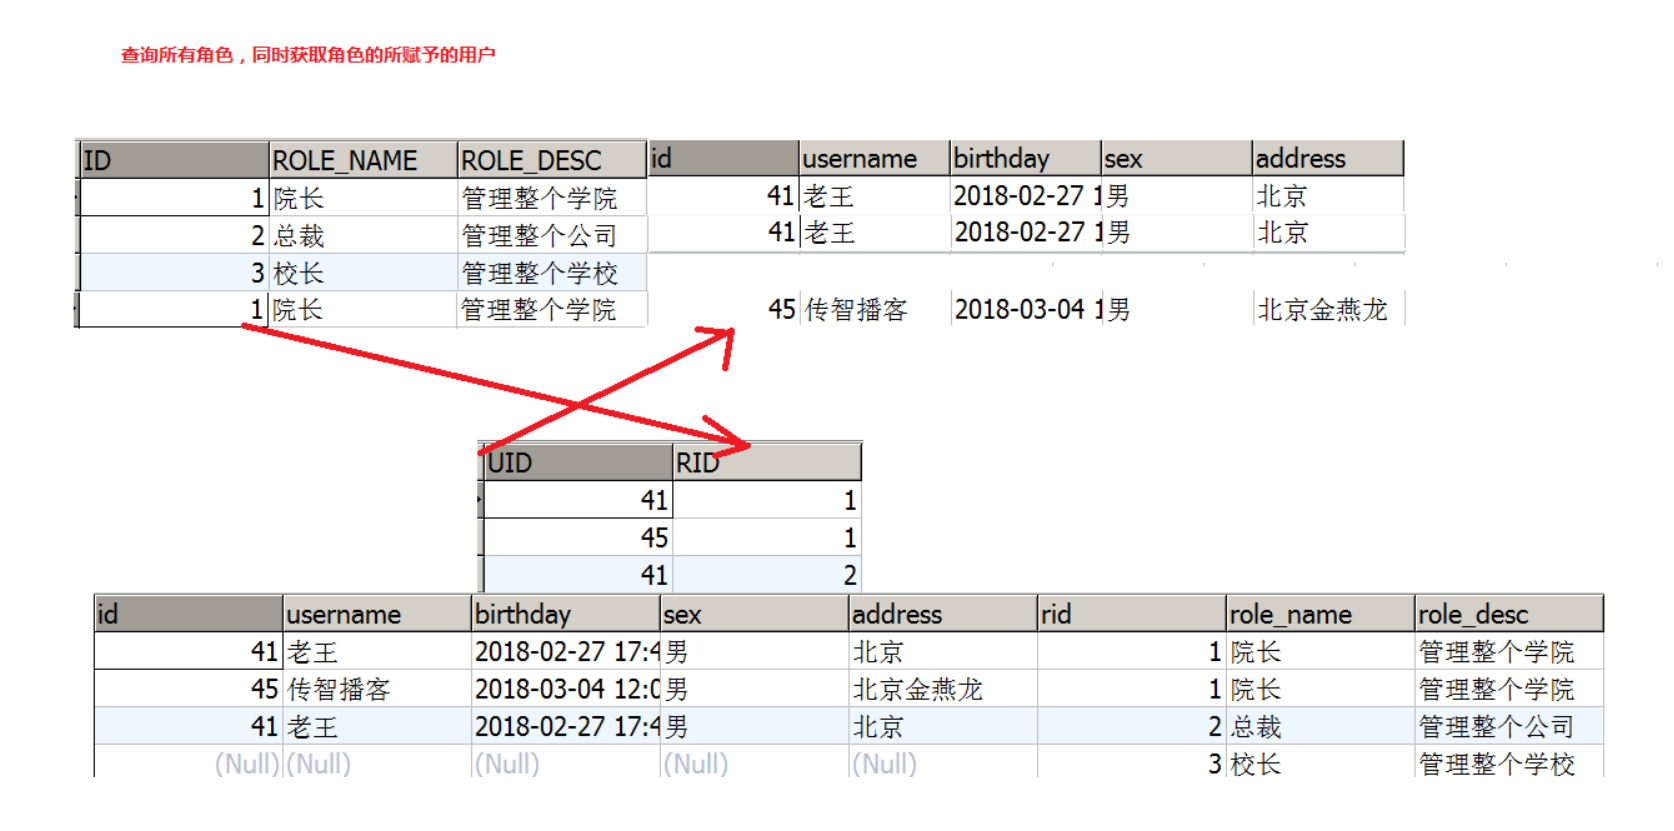 查询所有角色，同时获取角色的所赋予的用户
ID ROLE_NAME ROLE_DESC id username birthday sex address
1 院长 管理整个学院 41 老王 2018-02-27 1 男 北京
2 总裁 管理整个公司 41 老王 2018-02-27 1 男 北京
3 校长 管理整个学校
1 院长 管理整个学院 45 传智播客 2018-03-04 1 男 北京金燕龙
UID RID
41 1
45 1
41 2
id username birthday sex address rid role_name role_desc
41 老王 2018-02-27 17:4 男 北京 1 院长 管理整个学院
45 传智播客 2018-03-04 12:0 男 北京金燕龙 1 院长 管理整个学院
41 老王 2018-02-27 17:4 男 北京 2 总裁 管理整个公司
(Null) (Null) (Null) (Null) (Null) 3 校长 管理整个学校